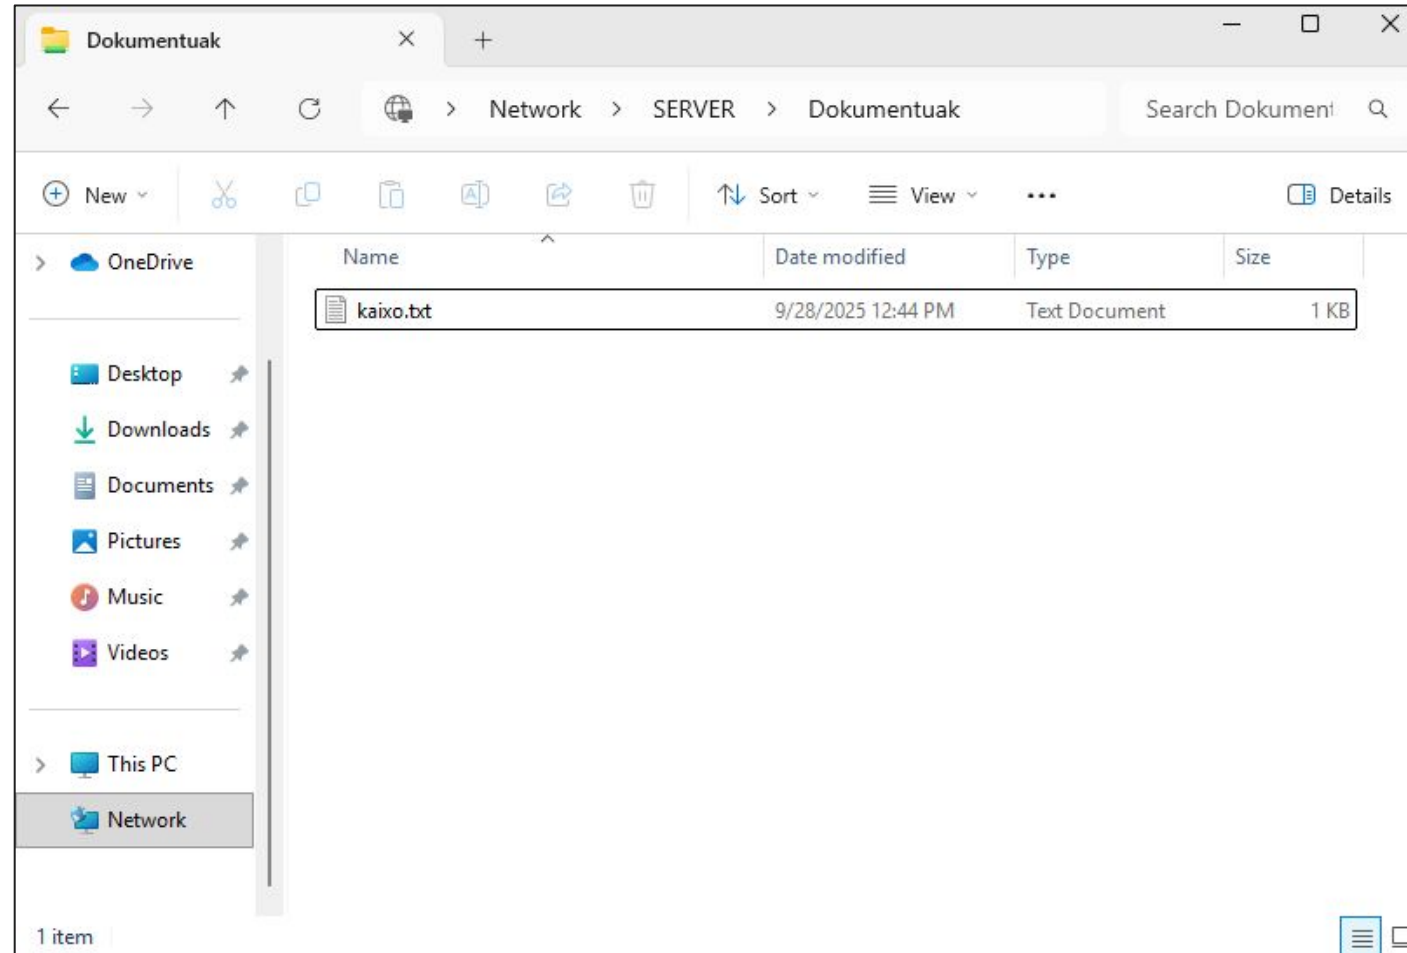 Dokumentuak
Network > SERVER > Dokumentuak
Search Dokument
New
Sort
View
Details
OneDrive
Name Date modified Type Size
kaixo.txt 9/28/2025 12:44 PM Text Document 1 KB
Desktop
Downloads
Documents
Pictures
Music
Videos
This PC
Network
1 item